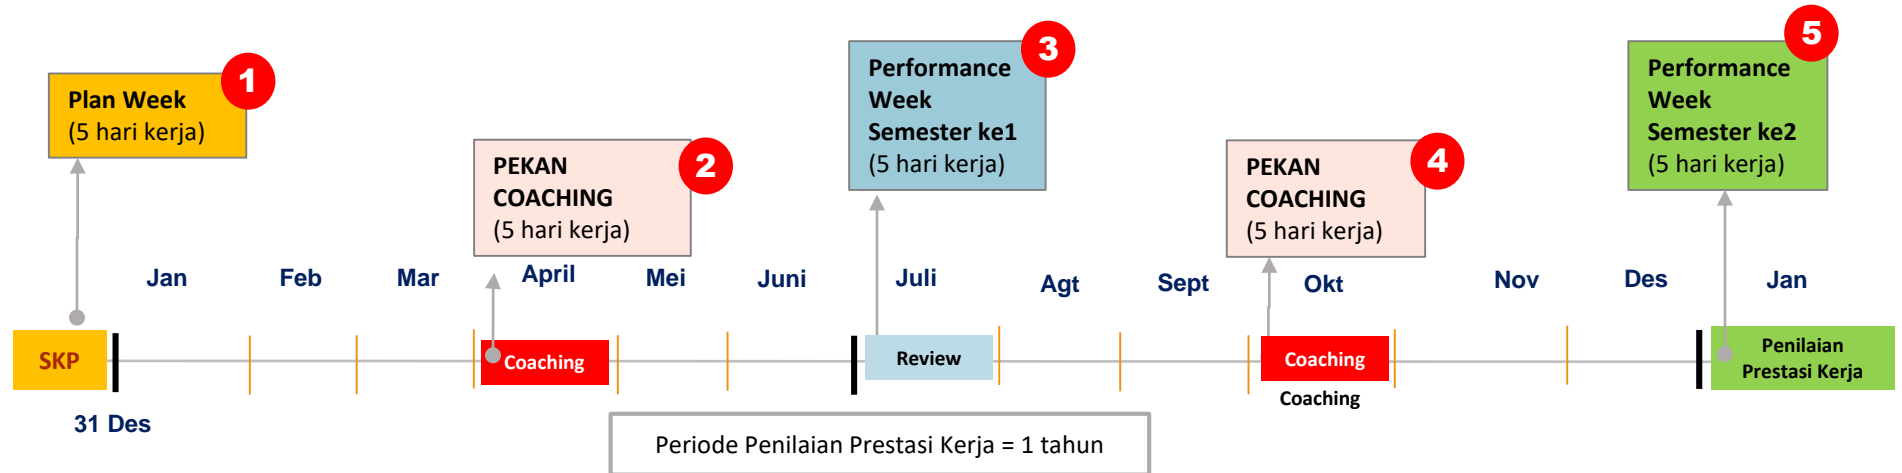 1
Plan Week
(5 hari kerja)
2
PEKAN
COACHING
(5 hari kerja)
3
Performance
Week
Semester ke1
(5 hari kerja)
4
PEKAN
COACHING
(5 hari kerja)
5
Performance
Week
Semester ke2
(5 hari kerja)
Jan
Feb
Mar
April
Mei
Juni
Juli
Agt
Sept
Okt
Nov
Des
Jan
SKP
Coaching
Review
Coaching
Coaching
Penilaian
Prestasi Kerja
31 Des
Periode Penilaian Prestasi Kerja = 1 tahun